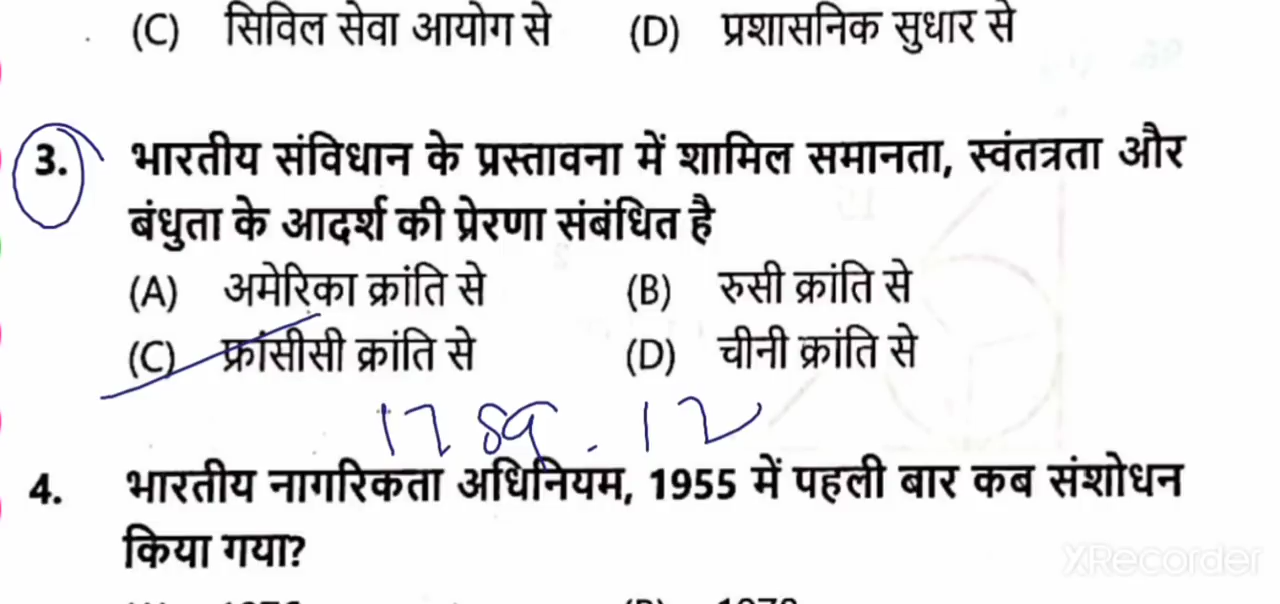 (C) सिविल सेवा आयोग से (D) प्रशासनिक सुधार से
3. भारतीय संविधान के प्रस्तावना में शामिल समानता, स्वंतत्रता और
बंधुता के आदर्श की प्रेरणा संबंधित है
(A) अमेरिका क्रांति से (B) रुसी क्रांति से
(C) फ्रांसीसी क्रांति से (D) चीनी क्रांति से
1789
4. भारतीय नागरिकता अधिनियम, 1955 में पहली बार कब संशोधन
किया गया?
XRecorder